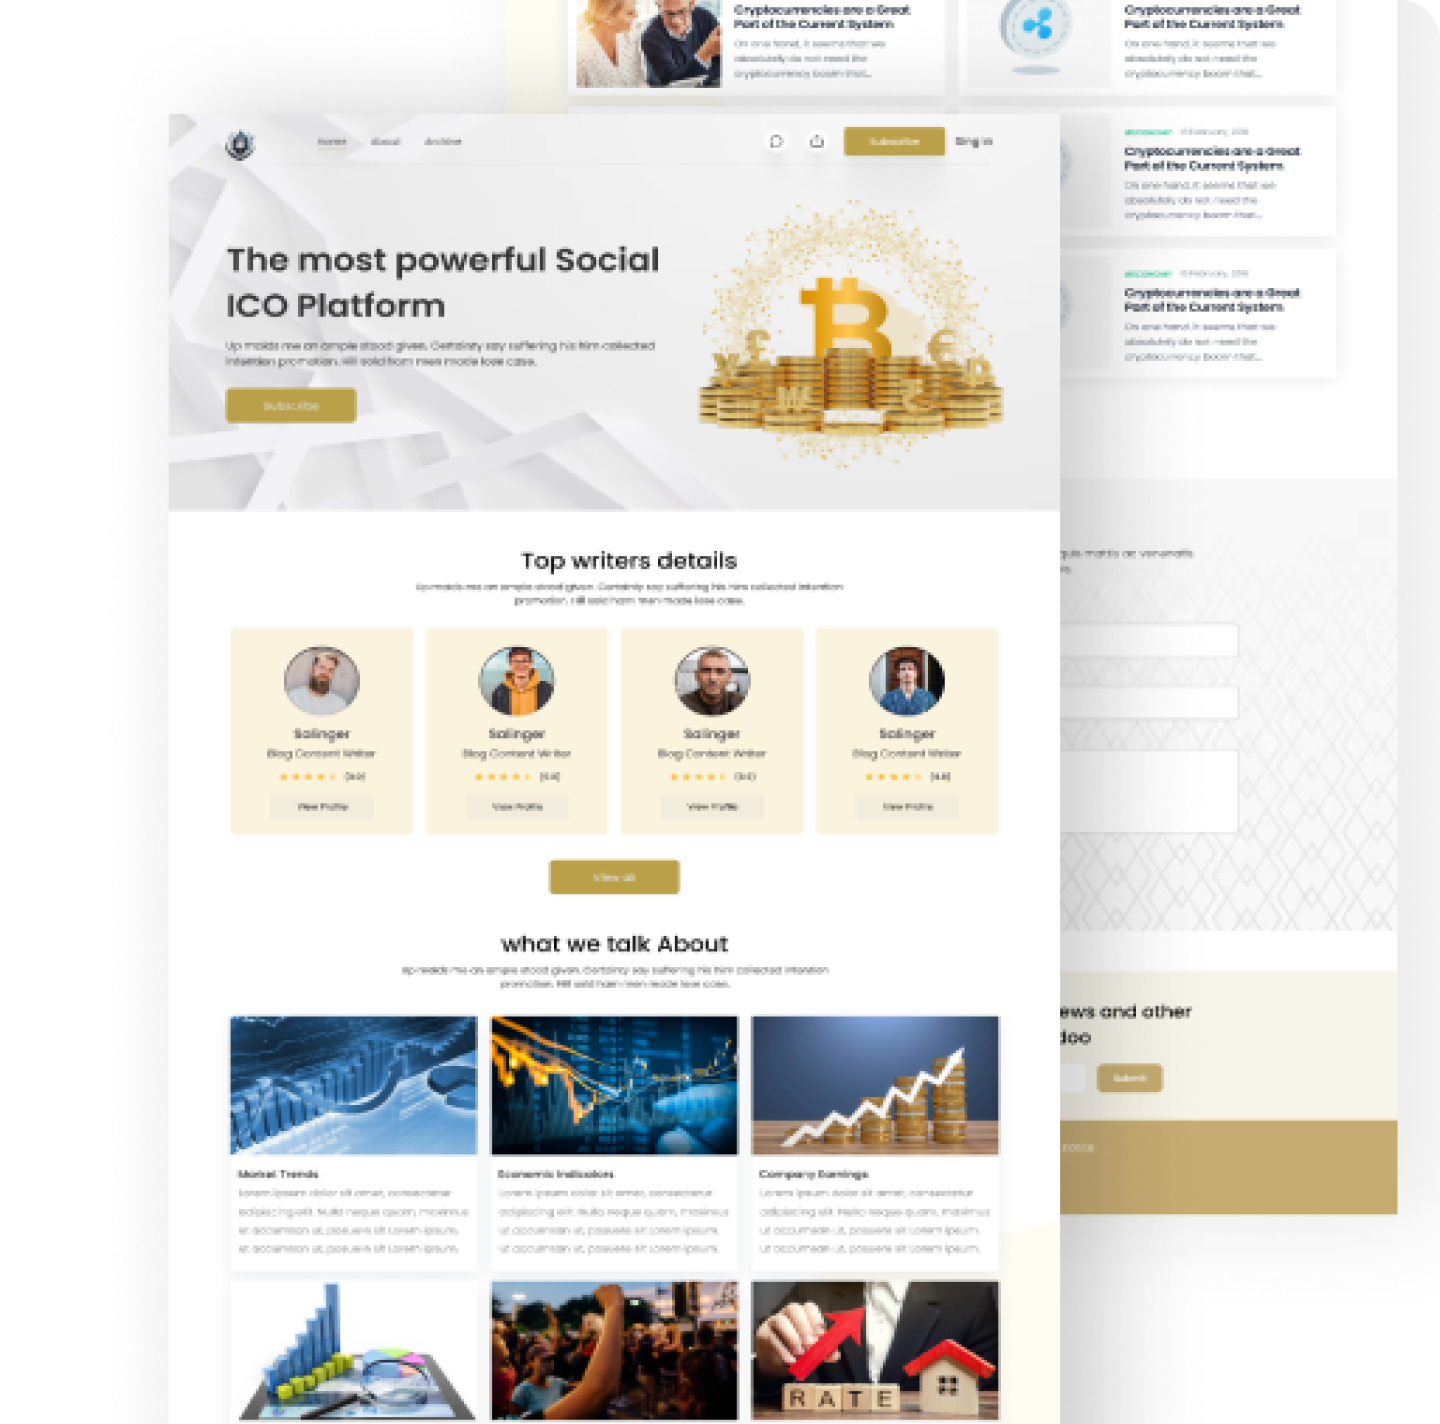 Cryptocurrencies are a Great
Part of the Current System
On one hand, it seems that we
absolutely do not need the
cryptocurrency boom that...
Cryptocurrencies are a Great
Part of the Current System
On one hand, it seems that we
absolutely do not need the
cryptocurrency boom that...
Home
About
Archive
Subscribe
Sing in
The most powerful Social
ICO Platform
Up maids me an ample stood given. Certainty say suffering his him collected
intention promotion. Hill sold ham men made lose case.
Subscribe
February, 2018
Cryptocurrencies are a Great
Part of the Current System
On one hand, it seems that we
absolutely do not need the
cryptocurrency boom that...
February, 2018
Cryptocurrencies are a Great
Part of the Current System
On one hand, it seems that we
absolutely do not need the
cryptocurrency boom that...
Top writers details
Up maids me an ample stood given. Certainty say suffering his him collected intention
promotion. Hill sold ham men made lose case.
quis mattis ac venenatis
Salinger
Blog Content Writer
View Profile
Salinger
Blog Content Writer
View Profile
Salinger
Blog Content Writer
View Profile
Salinger
Blog Content Writer
View Profile
View all
what we talk About
Up maids me an ample stood given. Certainty say suffering his him collected intention
promotion. Hill sold ham men made lose case.
ews and other
doo
Submit
notice
Market Trends
Lorem ipsum dolor sit amet, consectetur
adipiscing elit. Nulla neque quam, maximus
ut accumsan ut, posuere sit Lorem ipsum.
ut accumsan ut, posuere sit Lorem ipsum.
Economic Indicators
Lorem ipsum dolor sit amet, consectetur
adipiscing elit. Nulla neque quam, maximus
ut accumsan ut, posuere sit Lorem ipsum.
ut accumsan ut, posuere sit Lorem ipsum.
Company Earnings
Lorem ipsum dolor sit amet, consectetur
adipiscing elit. Nulla neque quam, maximus
ut accumsan ut, posuere sit Lorem ipsum.
ut accumsan ut, posuere sit Lorem ipsum.
RATE